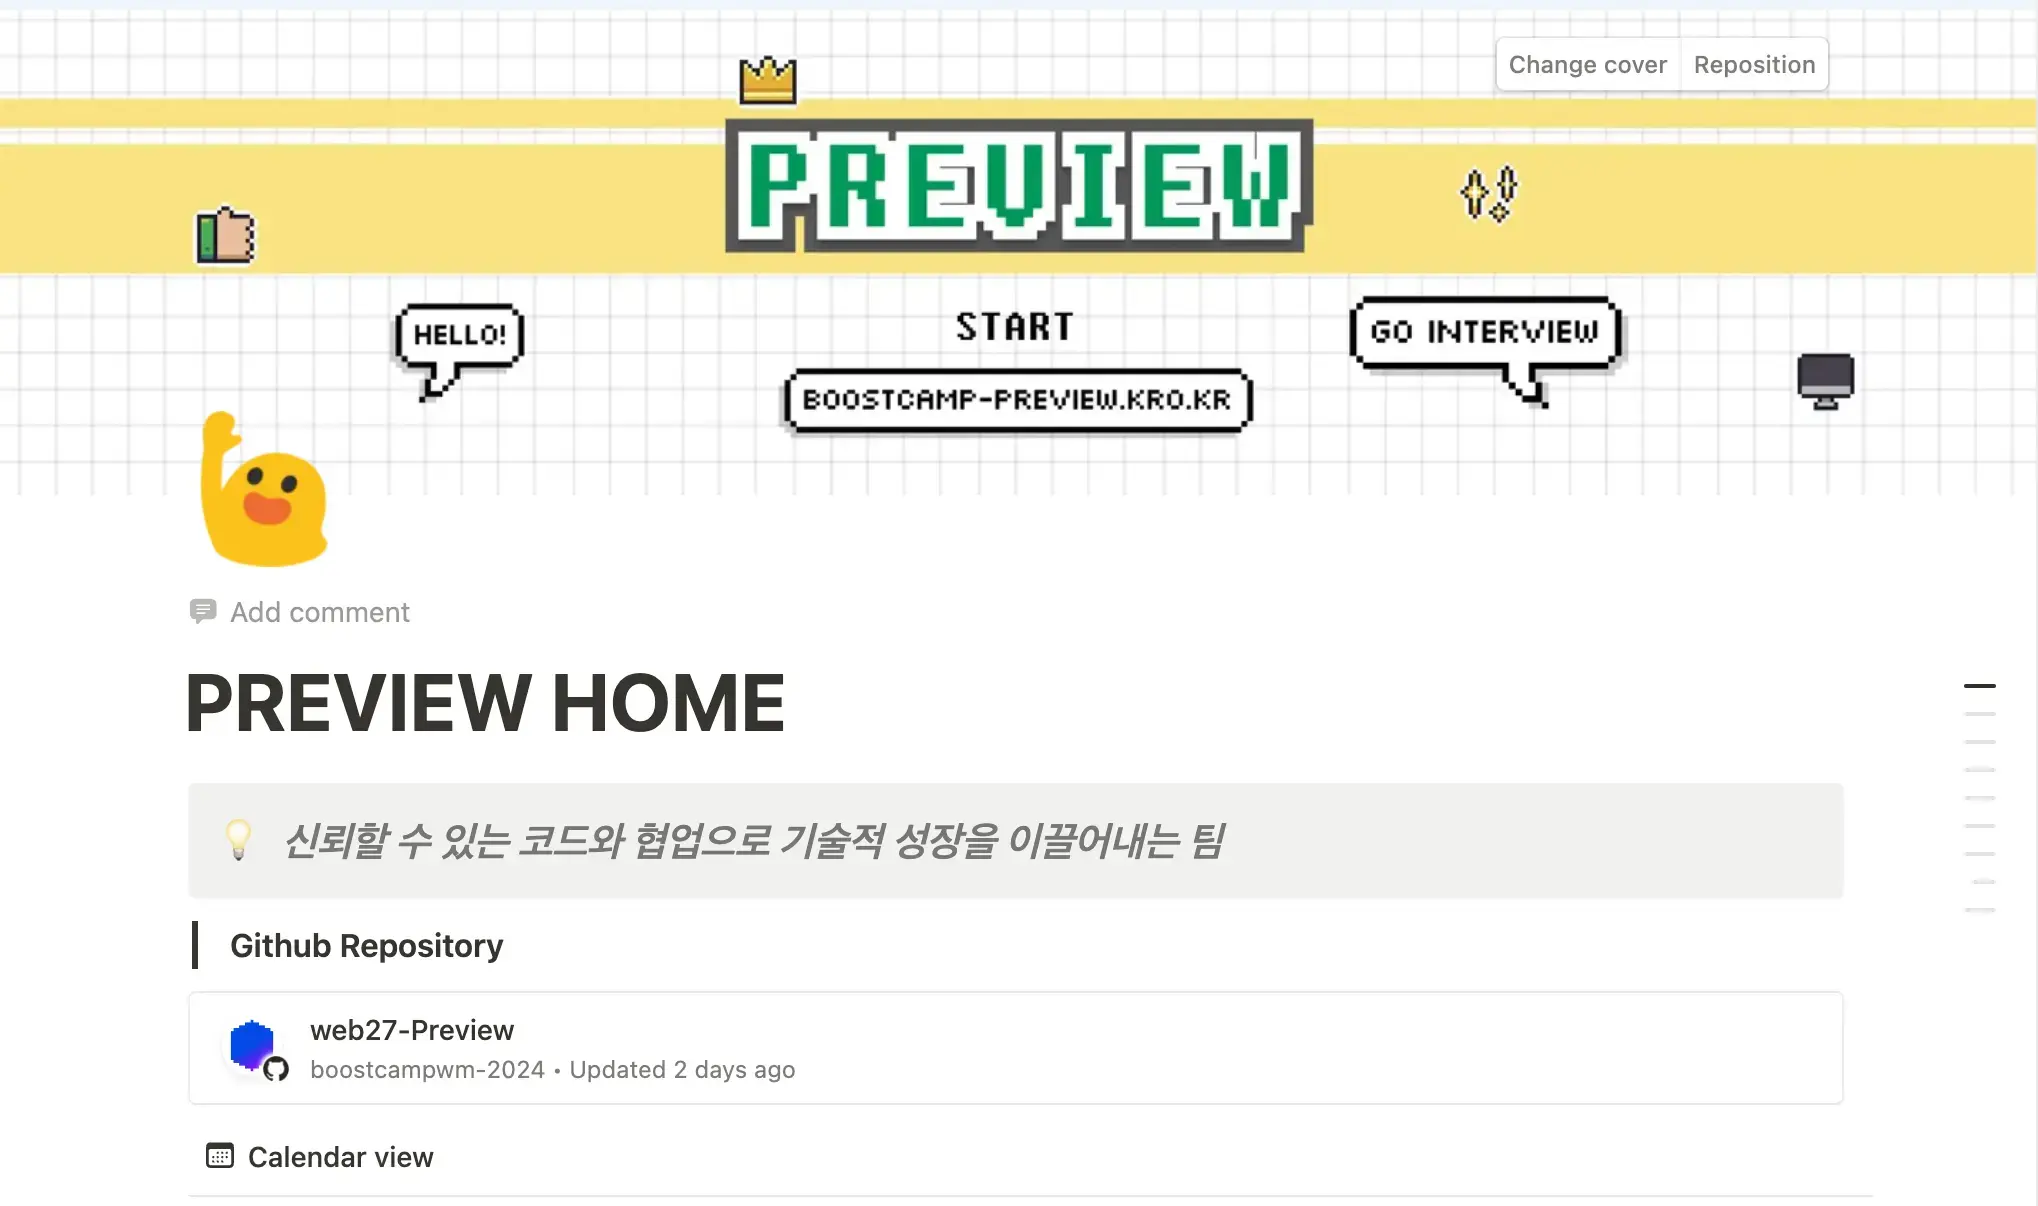 Change cover Reposition
PREVIEW
HELLO!
START
GO INTERVIEW
BOOSTCAMP-PREVIEW.KRO.KR
Add comment
PREVIEW HOME
신뢰할 수 있는 코드와 협업으로 기술적 성장을 이끌어내는 팀
Github Repository
web27-Preview
boostcampwm-2024 • Updated 2 days ago
Calendar view